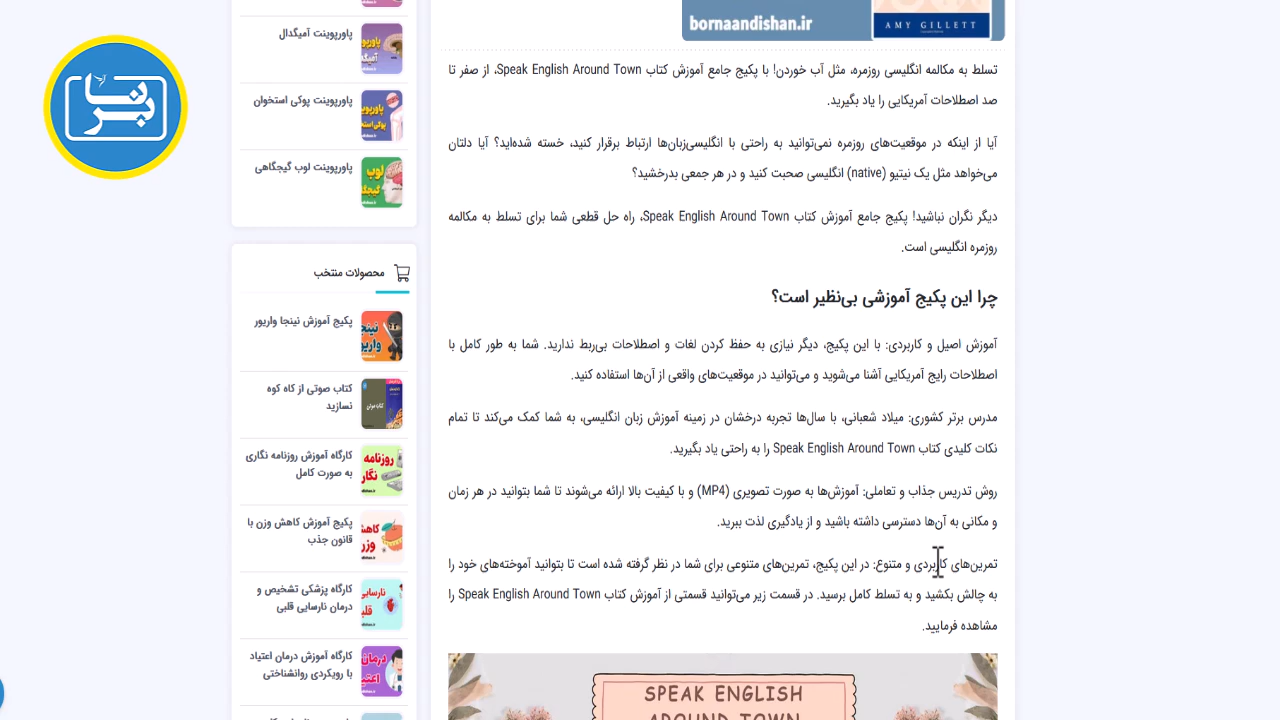 bornaandishan.ir
AMY GILLETT
برنا
تسلط به مکالمه انگلیسی روزمره، مثل آب خوردن! با پکیج جامع آموزش کتاب Speak English Around Town، از صفر تا
صد اصطلاحات آمریکایی را یاد بگیرید.
آیا از اینکه در موقعیت‌های روزمره نمی‌توانید به راحتی با انگلیسی‌زبان‌ها ارتباط برقرار کنید، خسته شده‌اید؟ آیا دلتان
می‌خواهد مثل یک نیتیو (native) انگلیسی صحبت کنید و در هر جمعی بدرخشید؟
دیگر نگران نباشید! پکیج جامع آموزش کتاب Speak English Around Town، راه حل قطعی شما برای تسلط به مکالمه
روزمره انگلیسی است.
چرا این پکیج آموزشی بی‌نظیر است؟
آموزش اصیل و کاربردی: با این پکیج، دیگر نیازی به حفظ کردن لغات و اصطلاحات بی‌ربط ندارید. شما به طور کامل با
اصطلاحات رایج آمریکایی آشنا می‌شوید و می‌توانید در موقعیت‌های واقعی از آن‌ها استفاده کنید.
مدرس برتر کشوری: میلاد شعبانی، با سال‌ها تجربه درخشان در زمینه آموزش زبان انگلیسی، به شما کمک می‌کند تا تمام
نکات کلیدی کتاب Speak English Around Town را به راحتی یاد بگیرید.
روش تدریس جذاب و تعاملی: آموزش‌ها به صورت تصویری (MP4) و با کیفیت بالا ارائه می‌شوند تا شما بتوانید در هر زمان
و مکانی به آن‌ها دسترسی داشته باشید و از یادگیری لذت ببرید.
تمرین‌های کاربردی و متنوع: در این پکیج، تمرین‌های متنوعی برای شما در نظر گرفته شده است تا بتوانید آموخته‌های خود را
به چالش بکشید و به تسلط کامل برسید. در قسمت زیر می‌توانید قسمتی از آموزش کتاب Speak English Around Town را
مشاهده فرمایید.
SPEAK ENGLISH
AROUND TOWN
پاورپوینت آمیگدال
پاورپوینت پوکی استخوان
پاورپوینت لوب گیجگاهی
محصولات منتخب
پکیج آموزش نینجا واریور
کتاب صوتی از کاه کوه
نسازید
کارگاه آموزش روزنامه نگاری
به صورت کامل
پکیج آموزش کاهش وزن با
قانون جذب
کارگاه پزشکی تشخیص و
درمان نارسایی قلبی
کارگاه آموزش درمان اعتیاد
با رویکردی روانشناختی